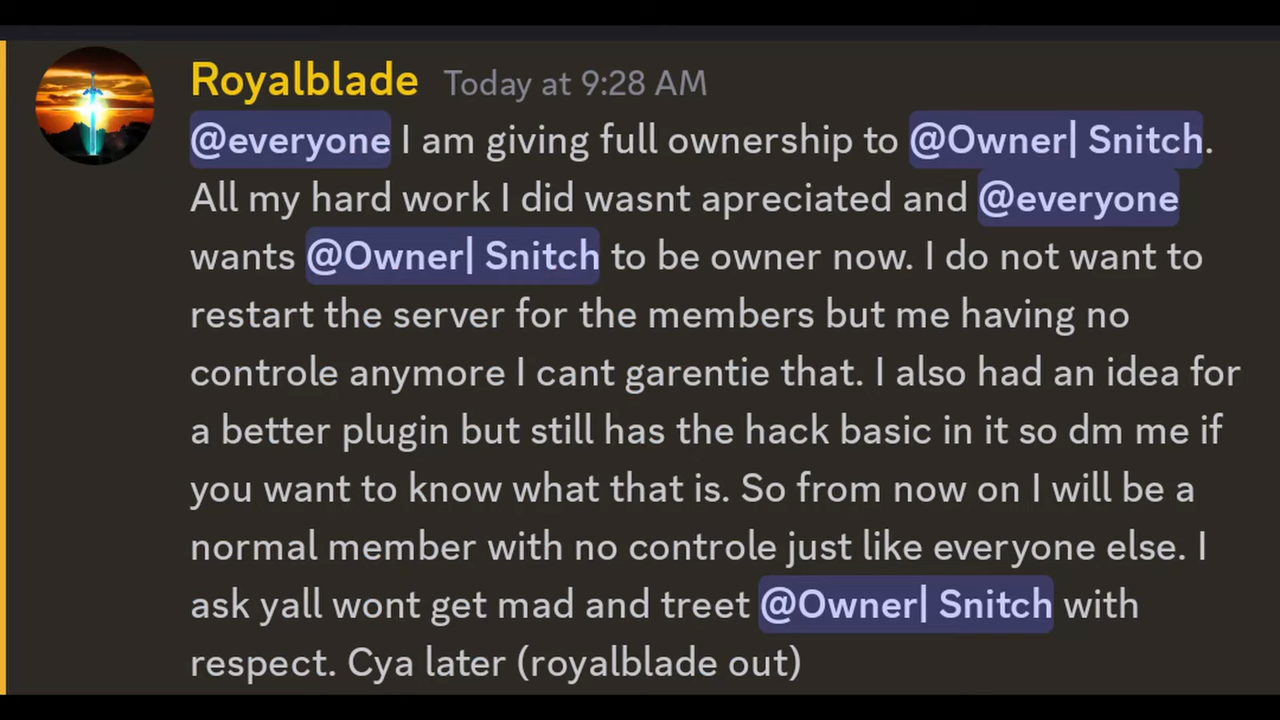 Royalblade Today at 9:28 AM
@everyone I am giving full ownership to @Owner| Snitch.
All my hard work I did wasnt apreciated and @everyone
wants @Owner| Snitch to be owner now. I do not want to
restart the server for the members but me having no
controle anymore I cant garentie that. I also had an idea for
a better plugin but still has the hack basic in it so dm me if
you want to know what that is. So from now on I will be a
normal member with no controle just like everyone else. I
ask yall wont get mad and treet @Owner| Snitch with
respect. Cya later (royalblade out)